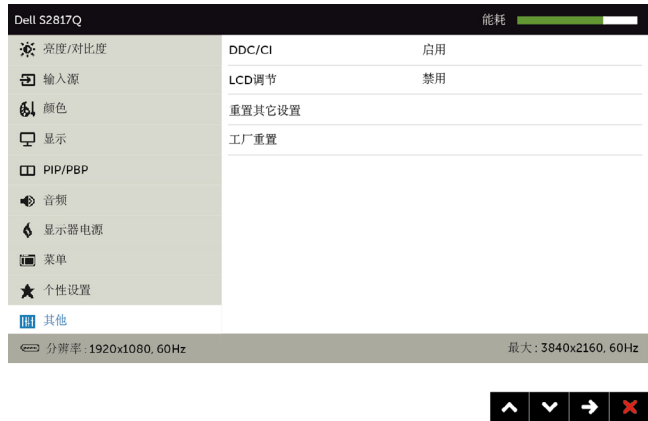 Dell S2817Q 能耗
亮度/对比度 DDC/CI 启用
输入源 LCD调节 禁用
颜色 重置其它设置
显示 工厂重置
PIP/PBP
音频
显示器电源
菜单
个性设置
其他
分辨率:1920x1080, 60Hz 最大:3840x2160, 60Hz